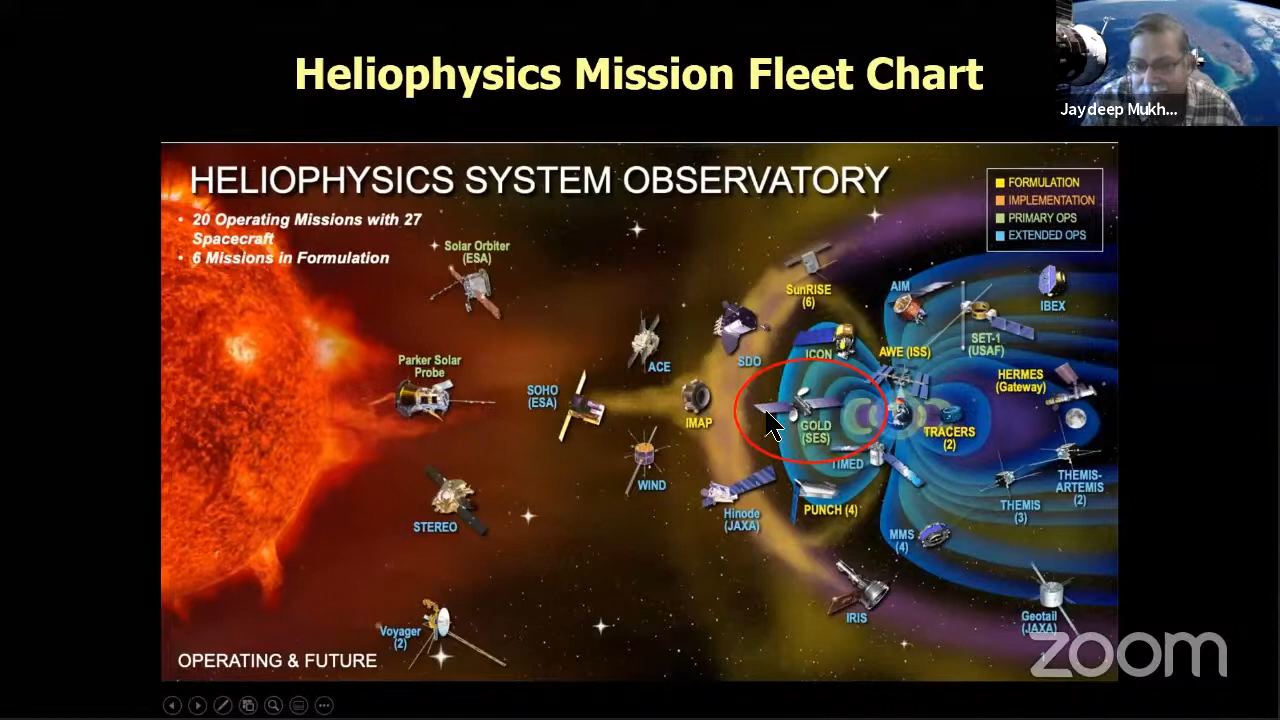 Heliophysics Mission Fleet Chart
Jaydeep Mukh...
HELIOPHYSICS SYSTEM OBSERVATORY
• 20 Operating Missions with 27
Spacecraft
• 6 Missions in Formulation
FORMULATION
IMPLEMENTATION
PRIMARY OPS
EXTENDED OPS
Solar Orbiter
(ESA)
SunRISE
(6)
AIM
IBEX
Parker Solar
Probe
ACE
SDO
ICON
AWE (ISS)
SET-1
(USAF)
HERMES
(Gateway)
SOHO
(ESA)
IMAP
GOLD
(SES)
TRACERS
(2)
STEREO
WIND
TIMED
Hinode
(JAXA)
PUNCH (4)
THEMIS
(3)
THEMIS-
ARTEMIS
(2)
MMS
(4)
Voyager
(2)
IRIS
Geotail
(JAXA)
OPERATING & FUTURE
zoom